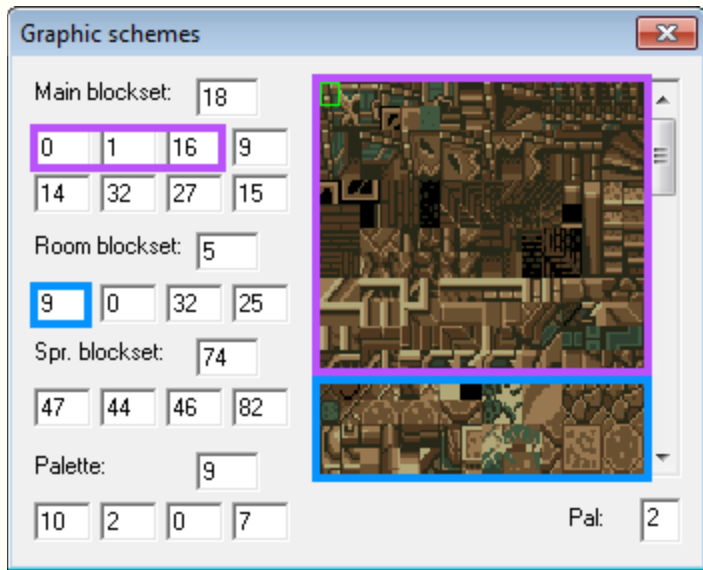 Graphic schemes
Main blockset: 18
0 1 16 9
14 32 27 15
Room blockset: 5
9 0 32 25
Spr. blockset: 74
47 44 46 82
Palette: 9
10 2 0 7
Pal: 2